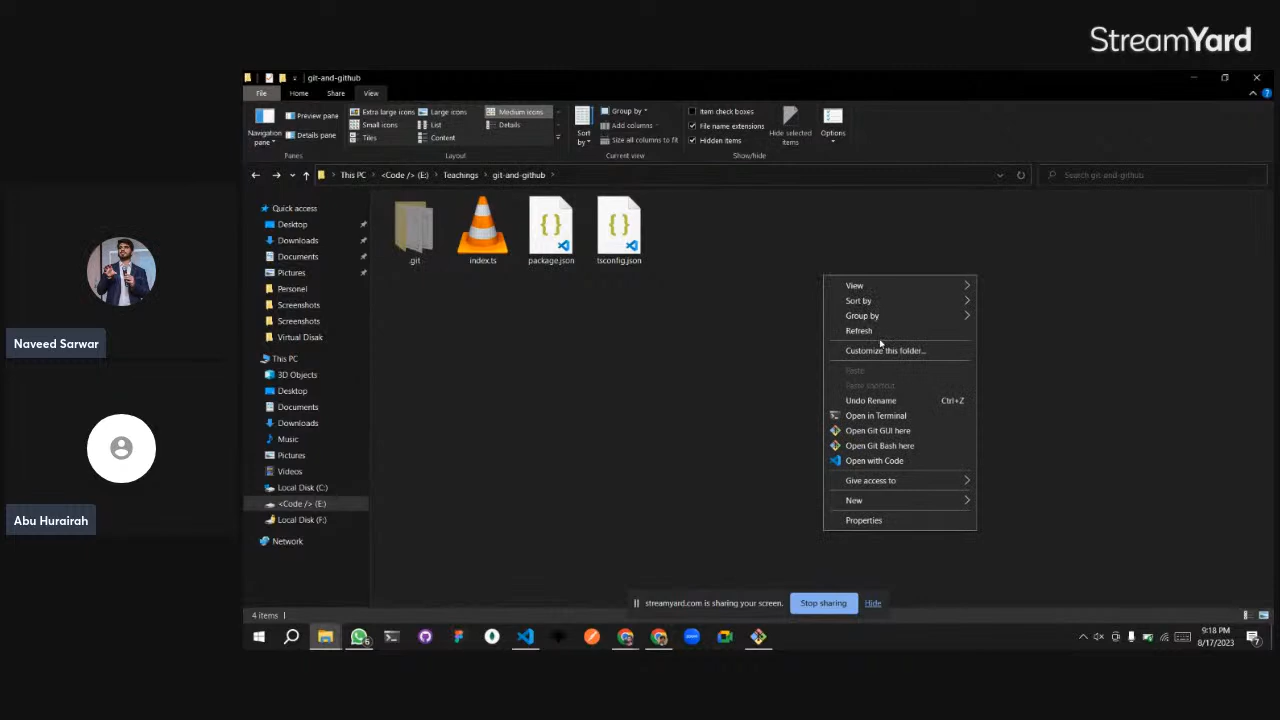 StreamYard
git-and-github
File Home Share View
Navigation pane
Preview pane
Details pane
Panes
Extra large icons Large icons Medium icons
Small icons List Details
Tiles Content
Layout
Sort by
Group by
Add columns
Size all columns to fit
Current view
Item check boxes
File name extensions
Hidden items
Hide selected items
Show/hide
Options
This PC <Code /> (E:) Teachings git-and-github
Search git-and-github
Quick access
Desktop
Downloads
Documents
Pictures
Personel
Screenshots
Screenshots
Virtual Disak
This PC
3D Objects
Desktop
Documents
Downloads
Music
Pictures
Videos
Local Disk (C:)
<Code /> (E:)
Local Disk (F:)
Network
.git index.ts package.json tsconfig.json
View
Sort by
Group by
Refresh
Customize this folder...
Paste
Paste shortcut
Undo Rename Ctrl+Z
Open in Terminal
Open Git GUI here
Open Git Bash here
Open with Code
Give access to
New
Properties
Naveed Sarwar
Abu Hurairah
streamyard.com is sharing your screen. Stop sharing Hide
4 items
6
9:18 PM
8/17/2023
7